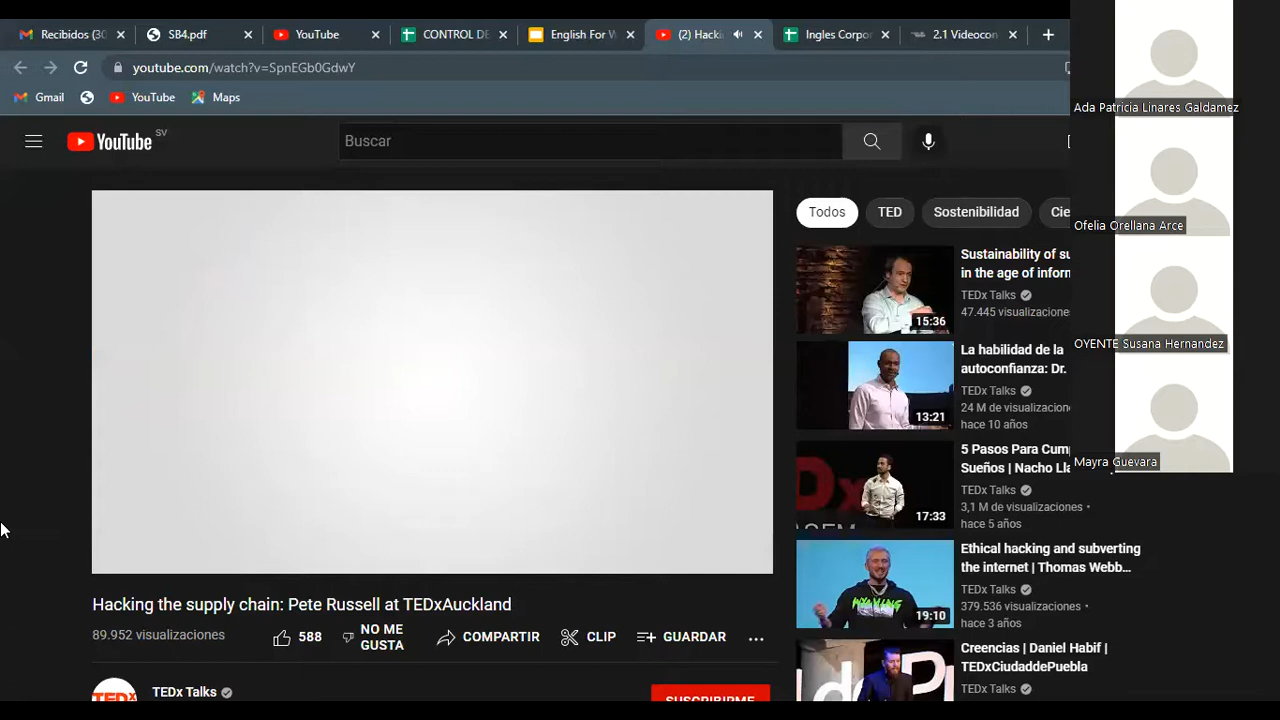 Recibidos (30
SB4.pdf
YouTube
CONTROL DE
English For W
(2) Hacki
Ingles Corpor
2.1 Videocon
youtube.com/watch?v=SpnEGb0GdwY
Gmail
YouTube
Maps
YouTube SV
Buscar
Todos
TED
Sostenibilidad
Cie
Sustainability of su
in the age of inform
TEDx Talks
47.445 visualizaciones
15:36
La habilidad de la
autoconfianza: Dr.
TEDx Talks
24 M de visualizaciones
hace 10 años
13:21
5 Pasos Para Cump
Sueños | Nacho Lla
TEDx Talks
3,1 M de visualizaciones •
hace 5 años
17:33
Ethical hacking and subverting
the internet | Thomas Webb...
TEDx Talks
379.536 visualizaciones •
hace 3 años
19:10
Creencias | Daniel Habif |
TEDxCiudaddePuebla
TEDx Talks
Hacking the supply chain: Pete Russell at TEDxAuckland
89.952 visualizaciones
588
NO ME
GUSTA
COMPARTIR
CLIP
GUARDAR
TEDx
TEDx Talks
SUSCRIBIRME
Ada Patricia Linares Galdamez
Ofelia Orellana Arce
OYENTE Susana Hernandez
Mayra Guevara